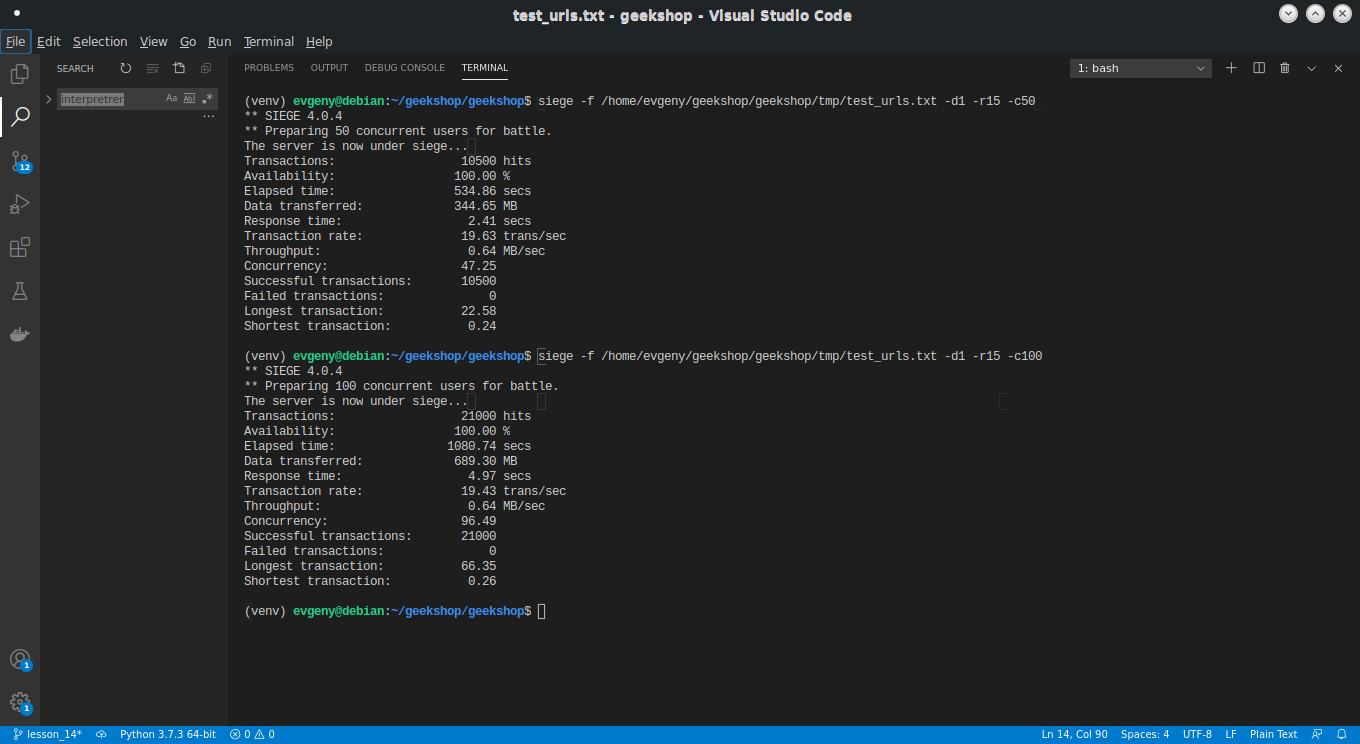 test_urls.txt - geekshop - Visual Studio Code
File Edit Selection View Go Run Terminal Help
SEARCH
interpretrer
Aa Abl .*
PROBLEMS OUTPUT DEBUG CONSOLE TERMINAL
1: bash
(venv) evgeny@debian:~/geekshop/geekshop$ siege -f /home/evgeny/geekshop/geekshop/tmp/test_urls.txt -d1 -r15 -c50
** SIEGE 4.0.4
** Preparing 50 concurrent users for battle.
The server is now under siege...
Transactions: 10500 hits
Availability: 100.00 %
Elapsed time: 534.86 secs
Data transferred: 344.65 MB
Response time: 2.41 secs
Transaction rate: 19.63 trans/sec
Throughput: 0.64 MB/sec
Concurrency: 47.25
Successful transactions: 10500
Failed transactions: 0
Longest transaction: 22.58
Shortest transaction: 0.24
(venv) evgeny@debian:~/geekshop/geekshop$ siege -f /home/evgeny/geekshop/geekshop/tmp/test_urls.txt -d1 -r15 -c100
** SIEGE 4.0.4
** Preparing 100 concurrent users for battle.
The server is now under siege...
Transactions: 21000 hits
Availability: 100.00 %
Elapsed time: 1080.74 secs
Data transferred: 689.30 MB
Response time: 4.97 secs
Transaction rate: 19.43 trans/sec
Throughput: 0.64 MB/sec
Concurrency: 96.49
Successful transactions: 21000
Failed transactions: 0
Longest transaction: 66.35
Shortest transaction: 0.26
(venv) evgeny@debian:~/geekshop/geekshop$
12
1
1
lesson_14* Python 3.7.3 64-bit 0 0 Ln 14, Col 90 Spaces: 4 UTF-8 LF Plain Text